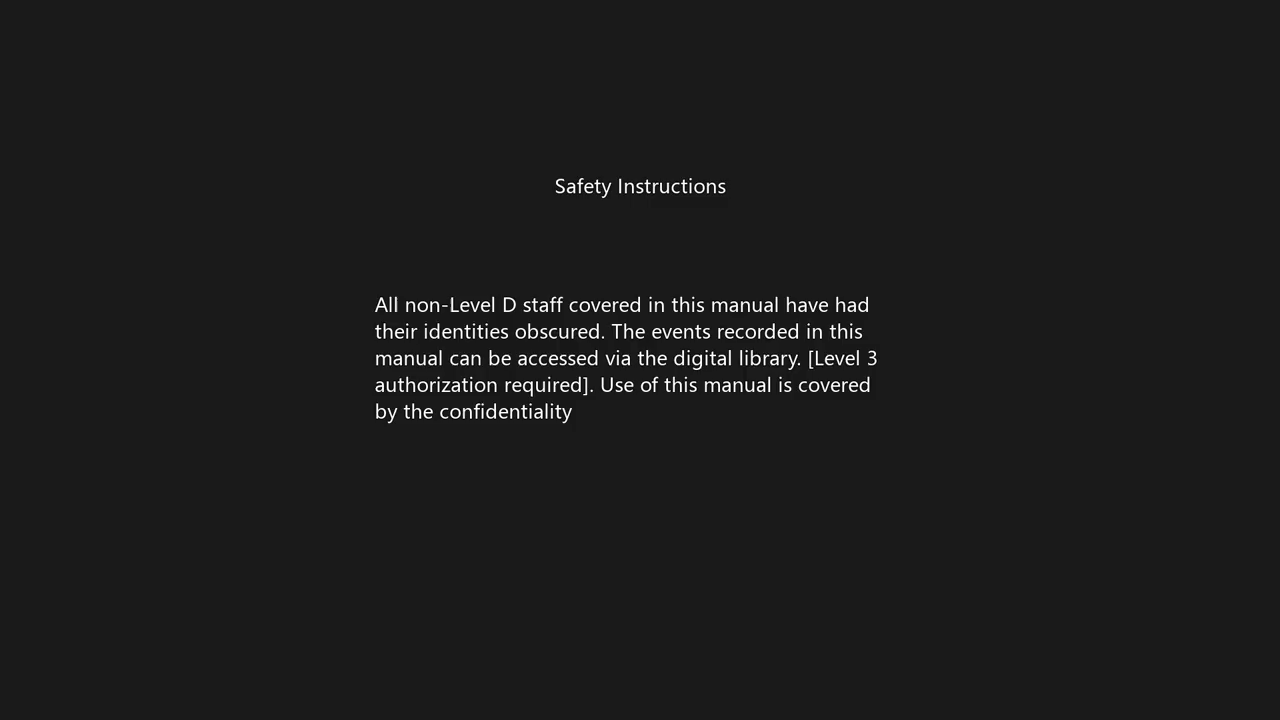 Safety Instructions
All non-Level D staff covered in this manual have had
their identities obscured. The events recorded in this
manual can be accessed via the digital library. [Level 3
authorization required]. Use of this manual is covered
by the confidentiality